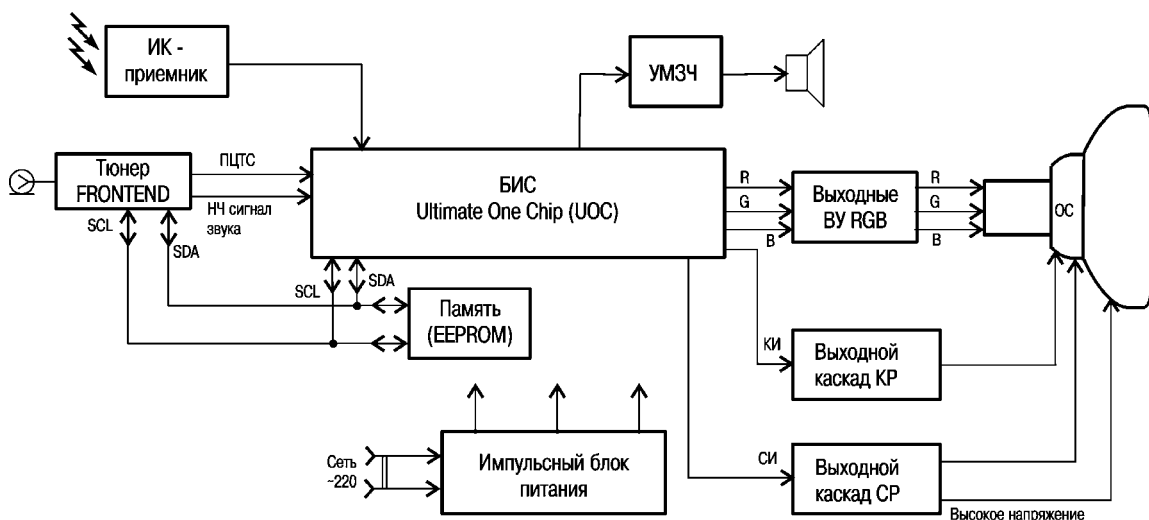 ИК -
приемник
УМЗЧ
Тюнер
FRONTEND
ПЦТС
НЧ сигнал
звука
SCL
SDA
БИС
Ultimate One Chip (UOC)
R
G
B
Выходные
ВУ RGB
R
G
B
ОС
SCL
SDA
Память
(EEPROM)
КИ
Выходной
каскад КР
Сеть
~220
Импульсный блок
питания
СИ
Выходной
каскад СР
Высокое напряжение